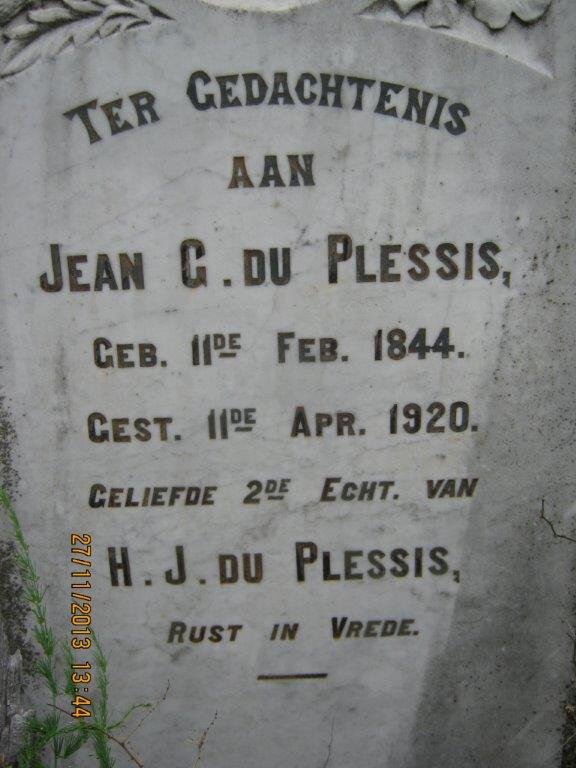 TER GEDACHTENIS
AAN
JEAN G. DU PLESSIS,
GEB. 11DE FEB. 1844.
GEST. 11DE APR. 1920.
GELIEFDE 2DE ECHT. VAN
H.J. DU PLESSIS,
RUST IN VREDE.
27/11/2013 13:44